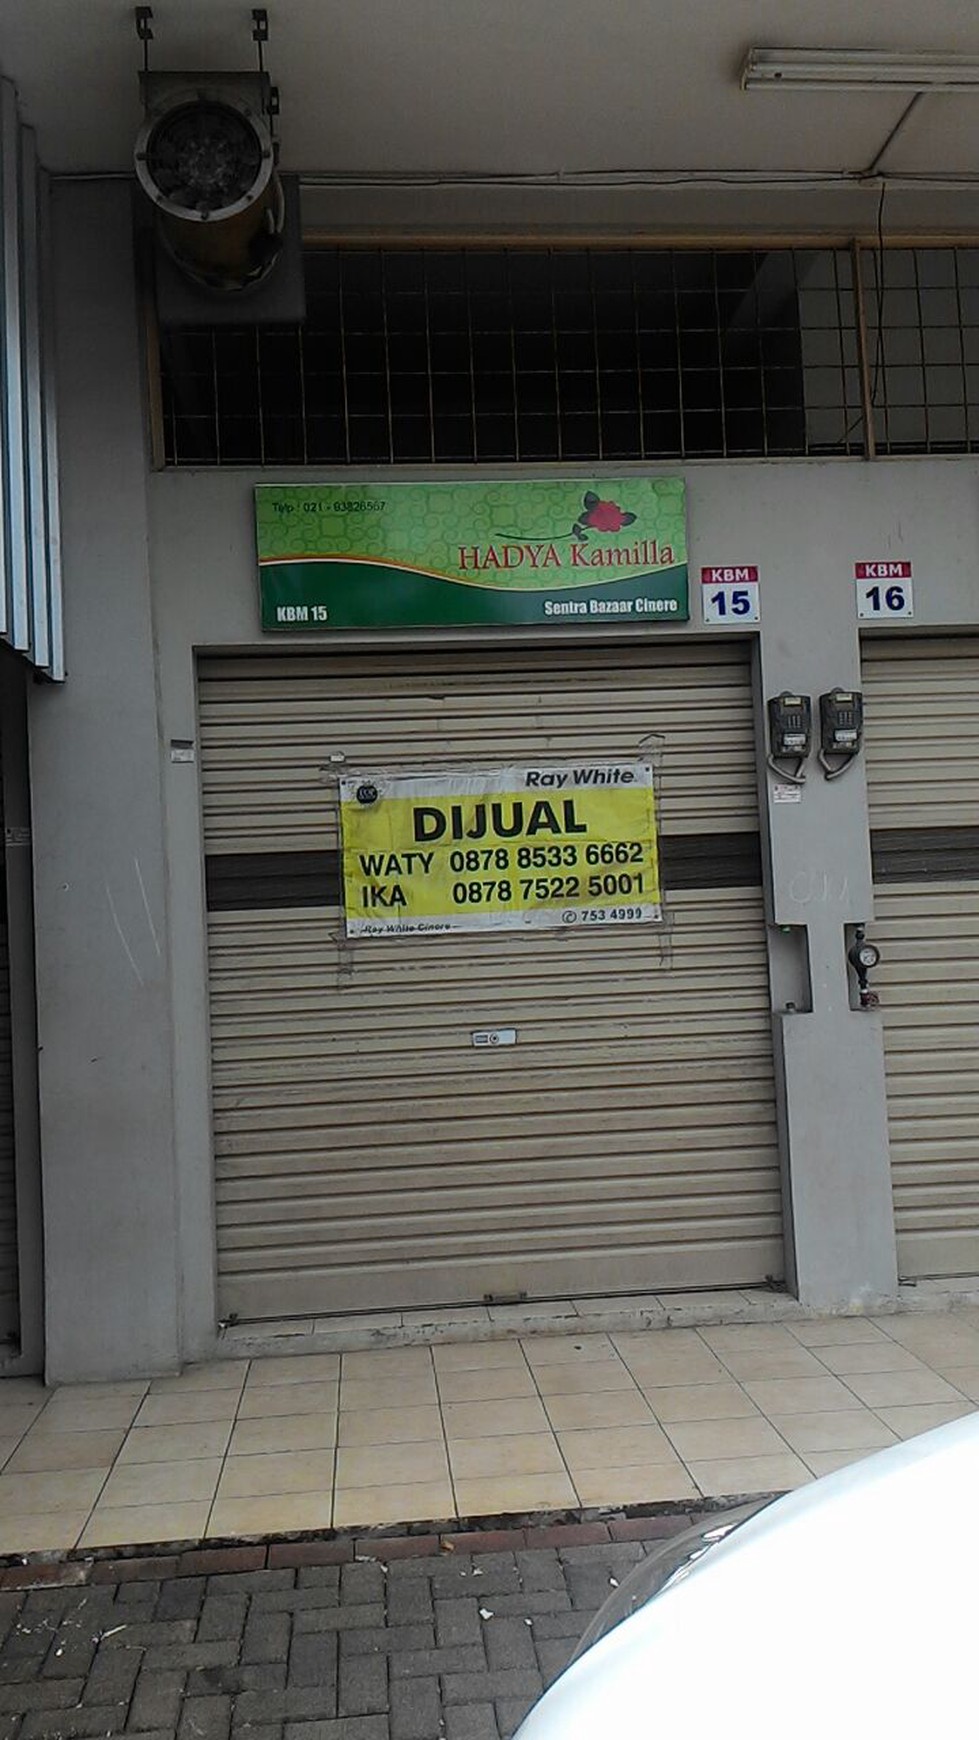 Telp : 021 - 93826567
HADYA Kamilla
KBM 15
Sentra Bazaar Cinere
KBM
15
KBM
16
Ray White
DIJUAL
WATY 0878 8533 6662
IKA 0878 7522 5001
753 4999
Ray White Cinere